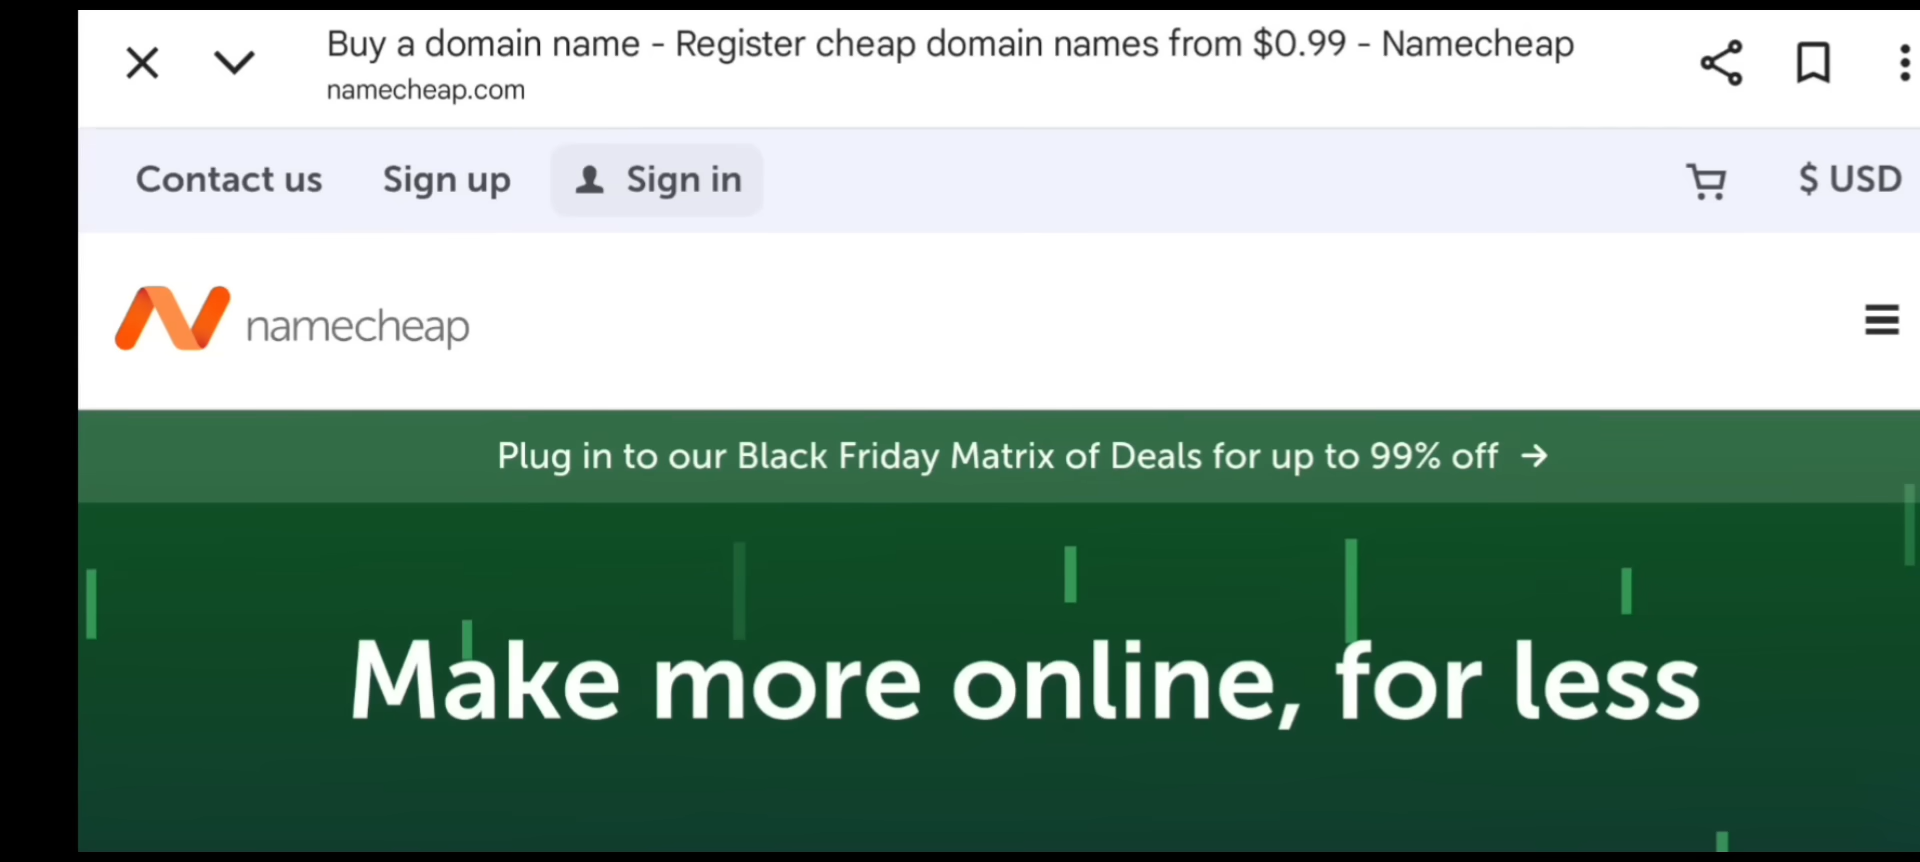 Buy a domain name - Register cheap domain names from $0.99 - Namecheap
namecheap.com
Contact us Sign up Sign in $ USD
namecheap
Plug in to our Black Friday Matrix of Deals for up to 99% off →
Make more online, for less